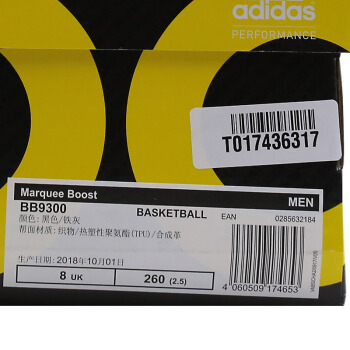 adidas
PERFORMANCE
T017436317
Marquee Boost
MEN
BB9300
BASKETBALL
EAN
0285632184
颜色: 黑色/铁灰
帮面材质: 织物/热塑性聚氨酯(TPU)/合成革
生产日期: 2018年10月01日
8 UK
260 (2.5)
4 060509 174653